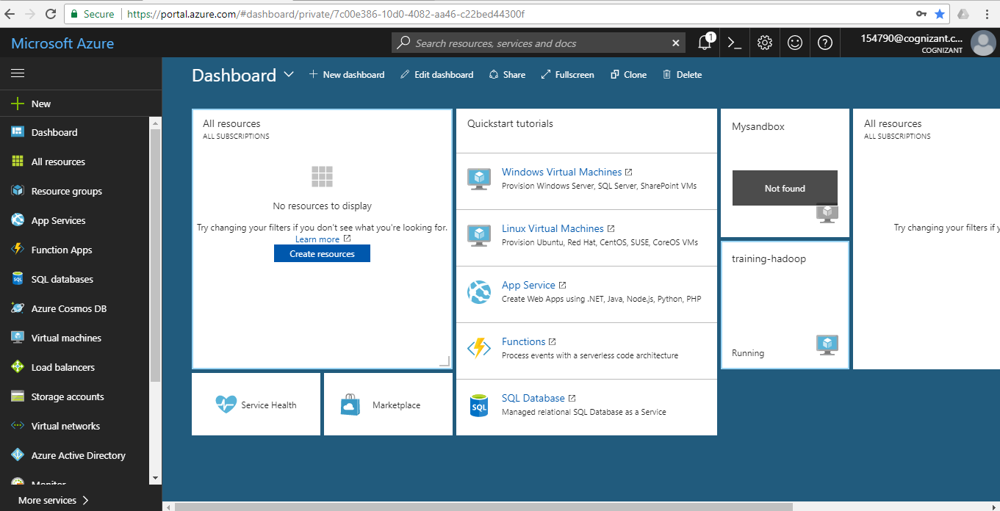 Secure https://portal.azure.com/#dashboard/private/7c00e386-10d0-4082-aa46-c22bed44300f
Microsoft Azure
Search resources, services and docs
1
154790@cognizant.c...
COGNIZANT
New
Dashboard
All resources
Resource groups
App Services
Function Apps
SQL databases
Azure Cosmos DB
Virtual machines
Load balancers
Storage accounts
Virtual networks
Azure Active Directory
Monitor
More services
Dashboard
New dashboard
Edit dashboard
Share
Fullscreen
Clone
Delete
All resources
ALL SUBSCRIPTIONS
No resources to display
Try changing your filters if you don't see what you're looking for.
Learn more
Create resources
Service Health
Marketplace
Quickstart tutorials
Windows Virtual Machines
Provision Windows Server, SQL Server, SharePoint VMs
Linux Virtual Machines
Provision Ubuntu, Red Hat, CentOS, SUSE, CoreOS VMs
App Service
Create Web Apps using .NET, Java, Node.js, Python, PHP
Functions
Process events with a serverless code architecture
SQL
SQL Database
Managed relational SQL Database as a Service
Mysandbox
Not found
training-hadoop
Running
All resources
ALL SUBSCRIPTIONS
Try changing your filters if y